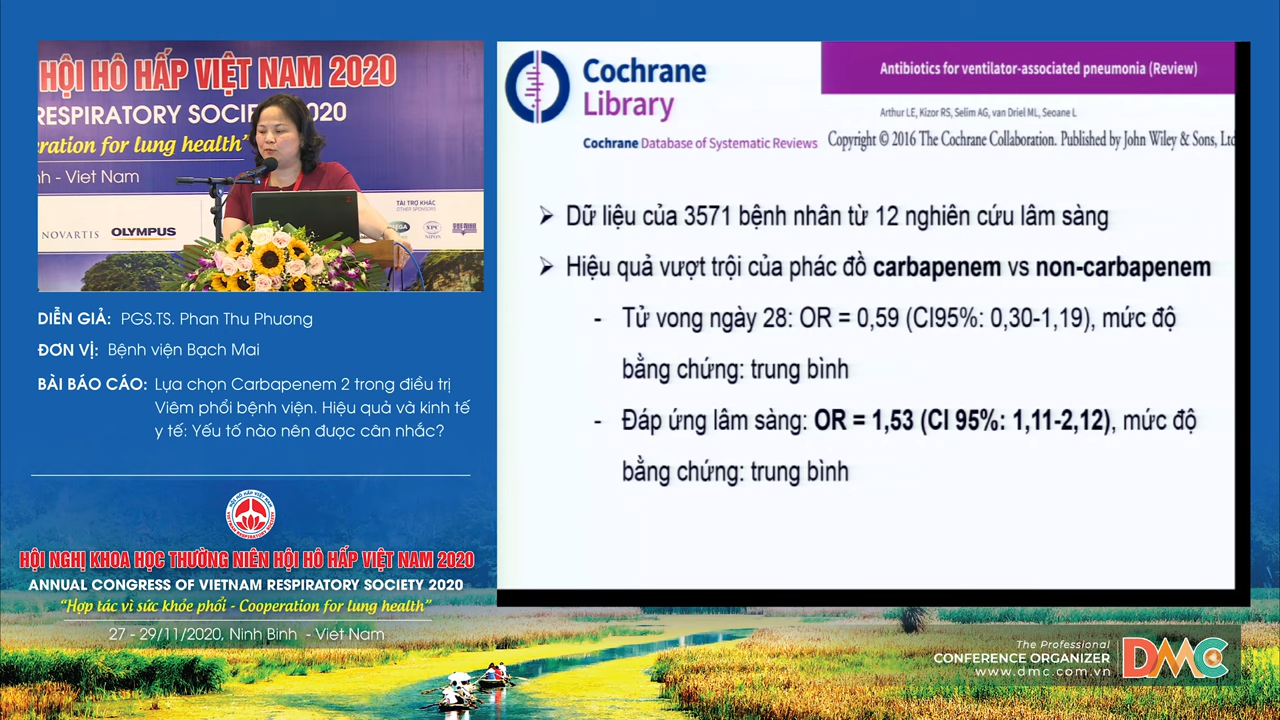 HỘI HÔ HẤP VIỆT NAM 2020
RESPIRATORY SOCIETY 2020
eration for lung health"
nh - Viet Nam
TÀI TRỢ KHÁC
OTHER SPONSORS
NOVARTIS
OLYMPUS
NIPON
DIỄN GIẢ: PGS.TS. Phan Thu Phương
ĐƠN VỊ: Bệnh viện Bạch Mai
BÀI BÁO CÁO: Lựa chọn Carbapenem 2 trong điều trị
Viêm phổi bệnh viện. Hiệu quả và kinh tế
y tế: Yếu tố nào nên được cân nhắc?
HỘI NGHỊ KHOA HỌC THƯỜNG NIÊN HỘI HÔ HẤP VIỆT NAM 2020
ANNUAL CONGRESS OF VIETNAM RESPIRATORY SOCIETY 2020
"Hợp tác vì sức khỏe phổi - Cooperation for lung health"
27 - 29/11/2020, Ninh Binh - Viet Nam
Cochrane
Library
Cochrane Database of Systematic Reviews
Antibiotics for ventilator-associated pneumonia (Review)
Arthur LE, Kizor RS, Selim AG, van Driel ML, Seoane L
Copyright © 2016 The Cochrane Collaboration. Published by John Wiley & Sons, Ltd
➢ Dữ liệu của 3571 bệnh nhân từ 12 nghiên cứu lâm sàng
➢ Hiệu quả vượt trội của phác đồ carbapenem vs non-carbapenem
- Tử vong ngày 28: OR = 0,59 (CI95%: 0,30-1,19), mức độ
bằng chứng: trung bình
- Đáp ứng lâm sàng: OR = 1,53 (CI 95%: 1,11-2,12), mức độ
bằng chứng: trung bình
The Professional
CONFERENCE ORGANIZER
www.dmc.com.vn
DMC